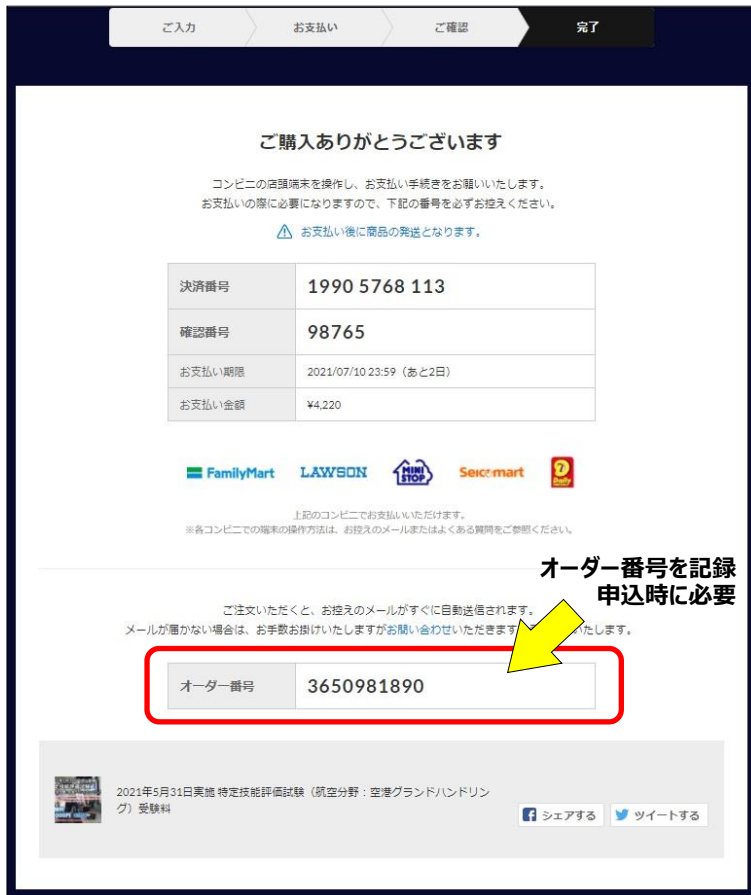 ご入力
お支払い
ご確認
完了
ご購入ありがとうございます
コンビニの店頭端末を操作し、お支払い手続きをお願いいたします。
お支払いの際に必要になりますので、下記の番号を必ずお控えください。
お支払い後に商品の発送となります。
決済番号 1990 5768 113
確認番号 98765
お支払い期限 2021/07/10 23:59（あと2日）
お支払い金額 ¥4,220
FamilyMart LAWSON MINI STOP Seicomart Daily
上記のコンビニでお支払いいただけます。
※各コンビニでの端末の操作方法は、お控えのメールまたはよくある質問をご参照ください。
オーダー番号を記録
申込時に必要
ご注文いただくと、お控えのメールがすぐに自動送信されます。
メールが届かない場合は、お手数お掛けいたしますがお問い合わせいただきます いたします。
オーダー番号 3650981890
2021年5月31日実施 特定技能評価試験（航空分野：空港グランドハンドリン
グ）受験料
シェアする ツイートする